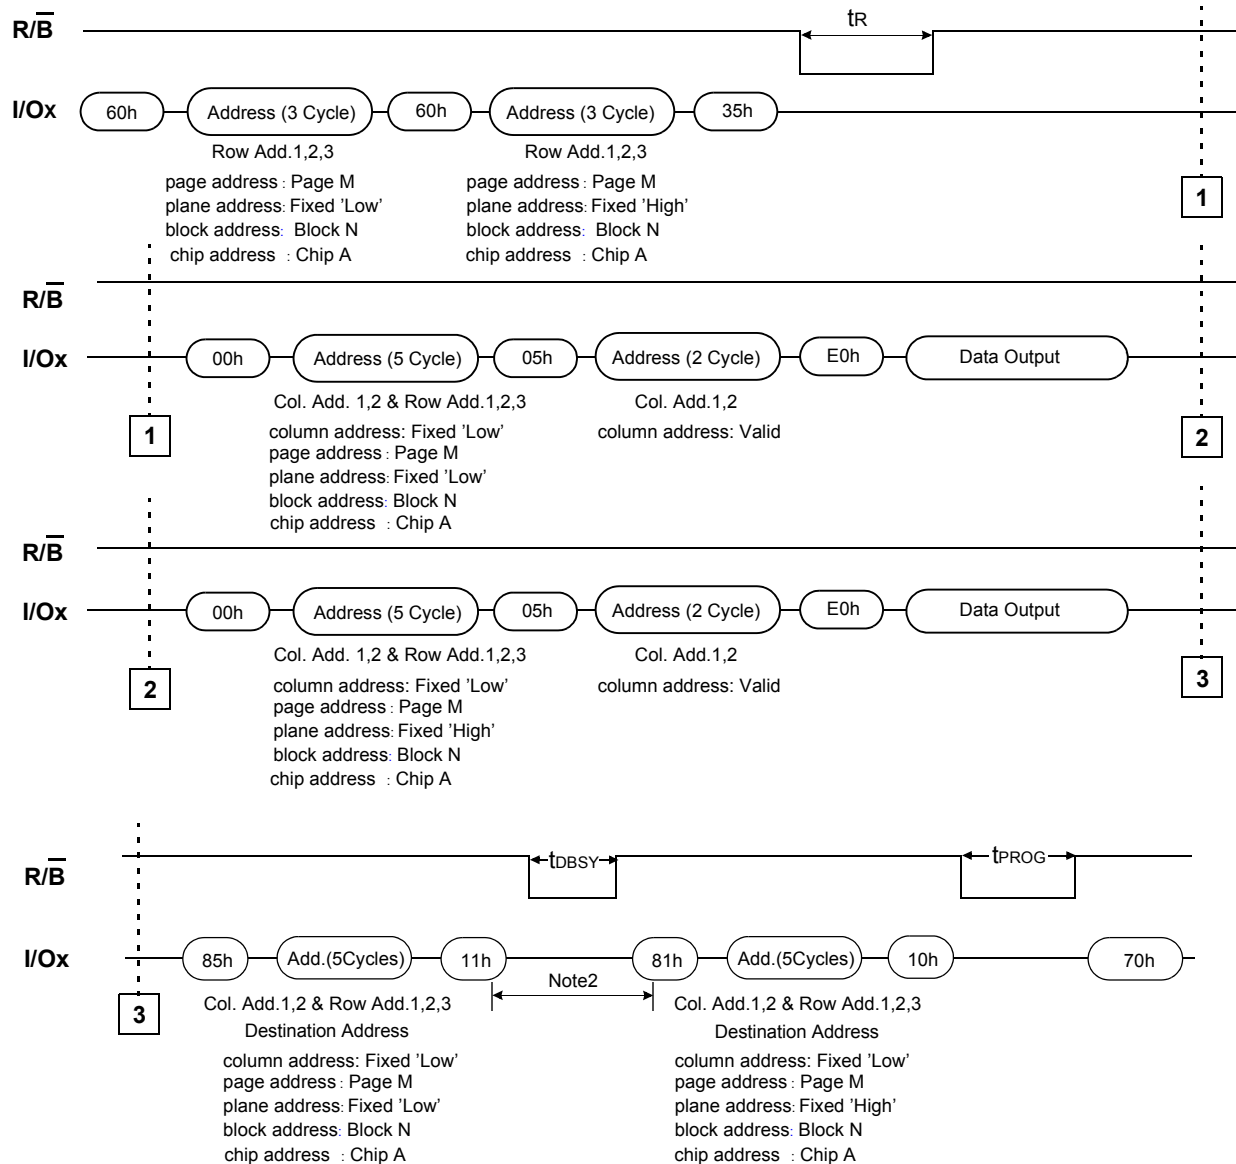 R/B tR
I/Ox 60h Address (3 Cycle) 60h Address (3 Cycle) 35h
Row Add.1,2,3 Row Add.1,2,3
page address : Page M page address : Page M
plane address: Fixed 'Low' plane address: Fixed 'High'
block address: Block N block address: Block N
chip address : Chip A chip address : Chip A
1
R/B
I/Ox 00h Address (5 Cycle) 05h Address (2 Cycle) E0h Data Output
Col. Add. 1,2 & Row Add.1,2,3 Col. Add.1,2
1 column address: Fixed 'Low' column address: Valid 2
page address : Page M
plane address: Fixed 'Low'
block address: Block N
chip address : Chip A
R/B
I/Ox 00h Address (5 Cycle) 05h Address (2 Cycle) E0h Data Output
Col. Add. 1,2 & Row Add.1,2,3 Col. Add.1,2
2 column address: Fixed 'Low' column address: Valid 3
page address : Page M
plane address: Fixed 'High'
block address: Block N
chip address : Chip A
R/B tDBSY tPROG
I/Ox 85h Add.(5Cycles) 11h 81h Add.(5Cycles) 10h 70h
Note2
3 Col. Add.1,2 & Row Add.1,2,3 Col. Add.1,2 & Row Add.1,2,3
Destination Address Destination Address
column address: Fixed 'Low' column address: Fixed 'Low'
page address : Page M page address : Page M
plane address: Fixed 'Low' plane address: Fixed 'High'
block address: Block N block address: Block N
chip address : Chip A chip address : Chip A